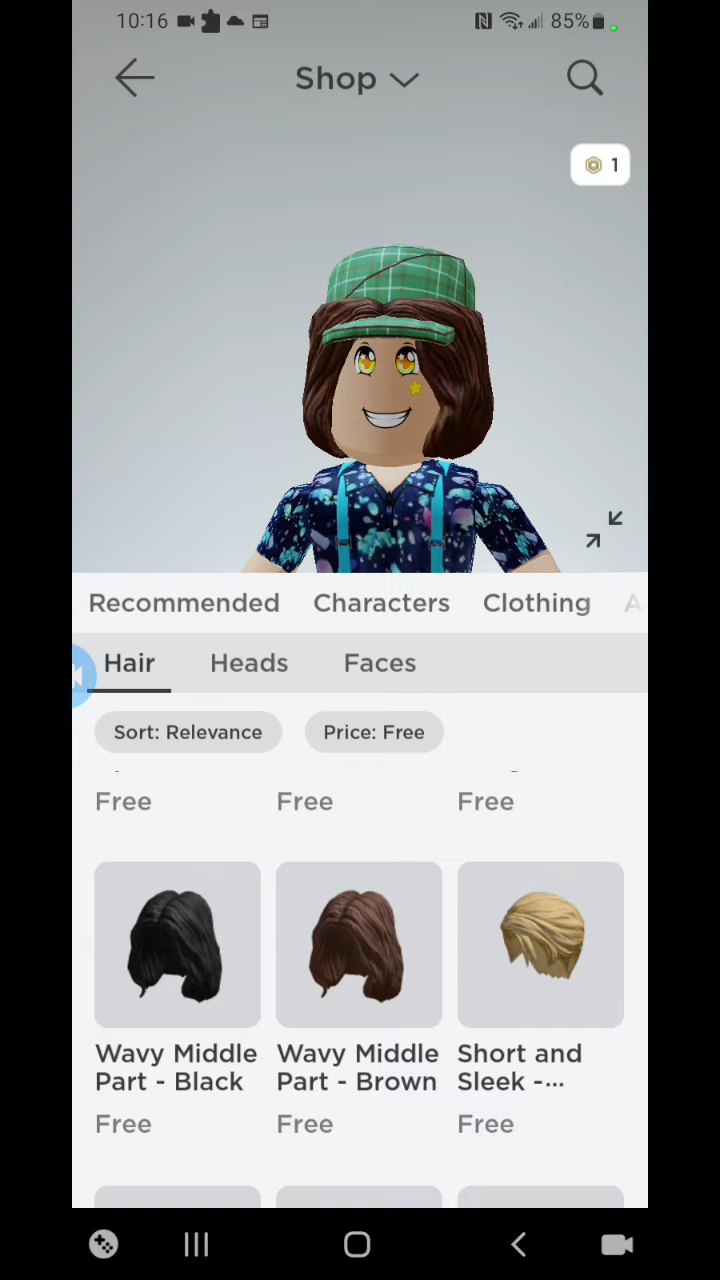 10:16
85%
Shop
1
Recommended Characters Clothing A
Hair Heads Faces
Sort: Relevance Price: Free
Free Free Free
Wavy Middle Wavy Middle Short and
Part - Black Part - Brown Sleek -...
Free Free Free